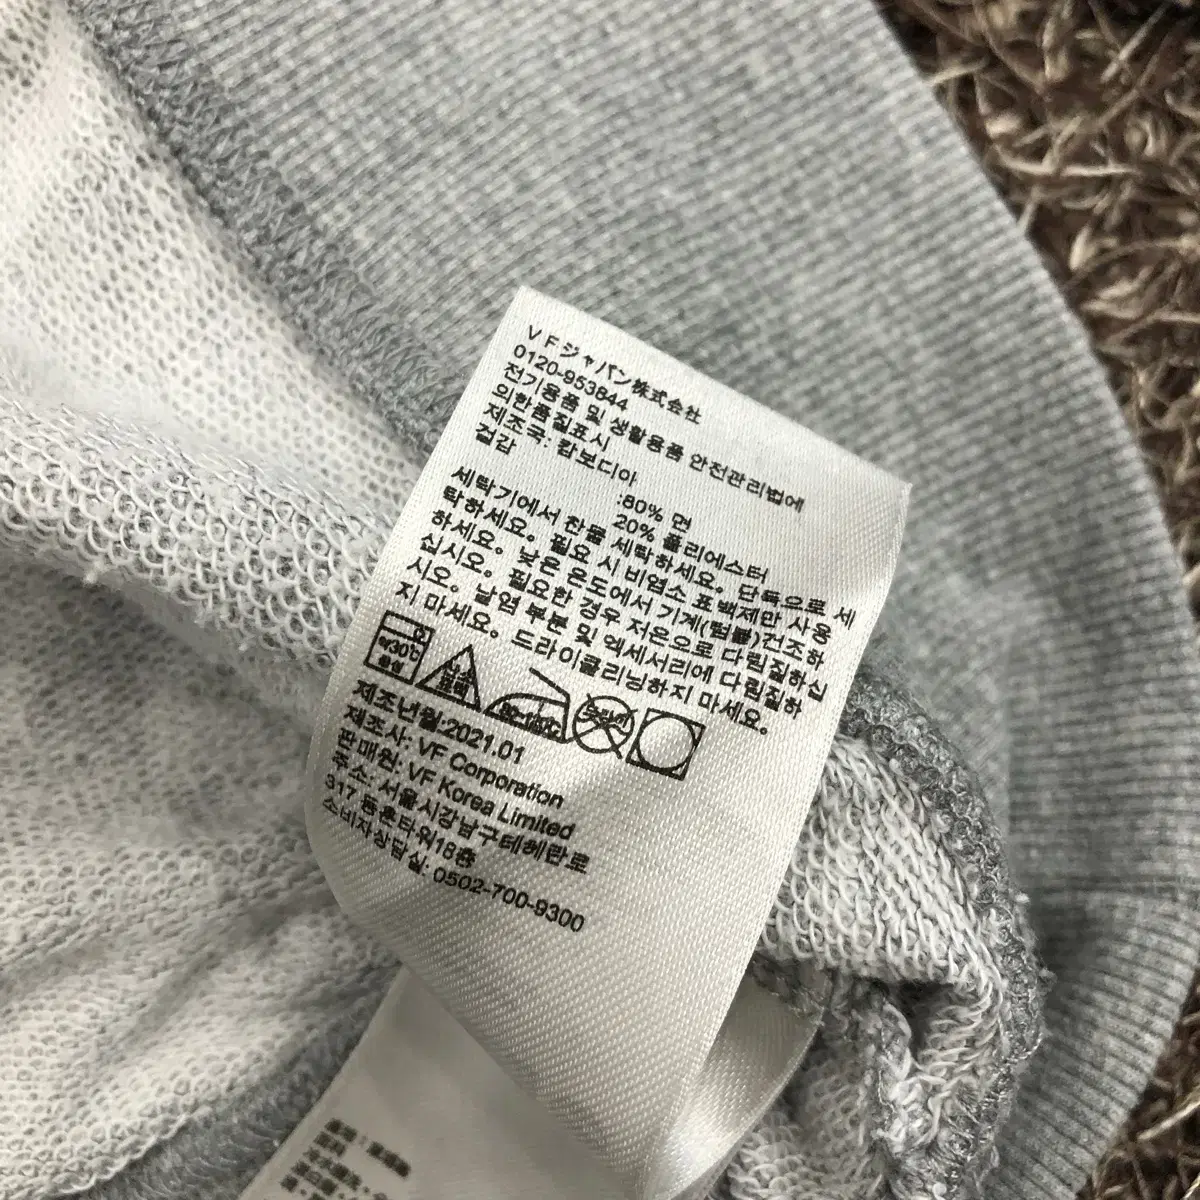 ＶＦジャパン株式会社
0120-953844
전기용품 및 생활용품 안전관리법에
의한품질표시
제조국: 캄보디아
겉감
:80% 면
20% 폴리에스터
세탁기에서 찬물 세탁하세요. 단독으로 세
탁하세요. 필요 시 비염소 표백제만 사용
하세요. 낮은 온도에서 기계(텀블)건조하
십시오. 필요한 경우 저온으로 다림질하십
시오. 날염 부분 및 액세서리에 다림질하
지 마세요. 드라이클리닝하지 마세요.
약30℃
드라이
제조년월:2021.01
제조사: VF Corporation
판매원: VF Korea Limited
주소: 서울시강남구테헤란로
317 동훈타워18층
소비자상담실: 0502-700-9300